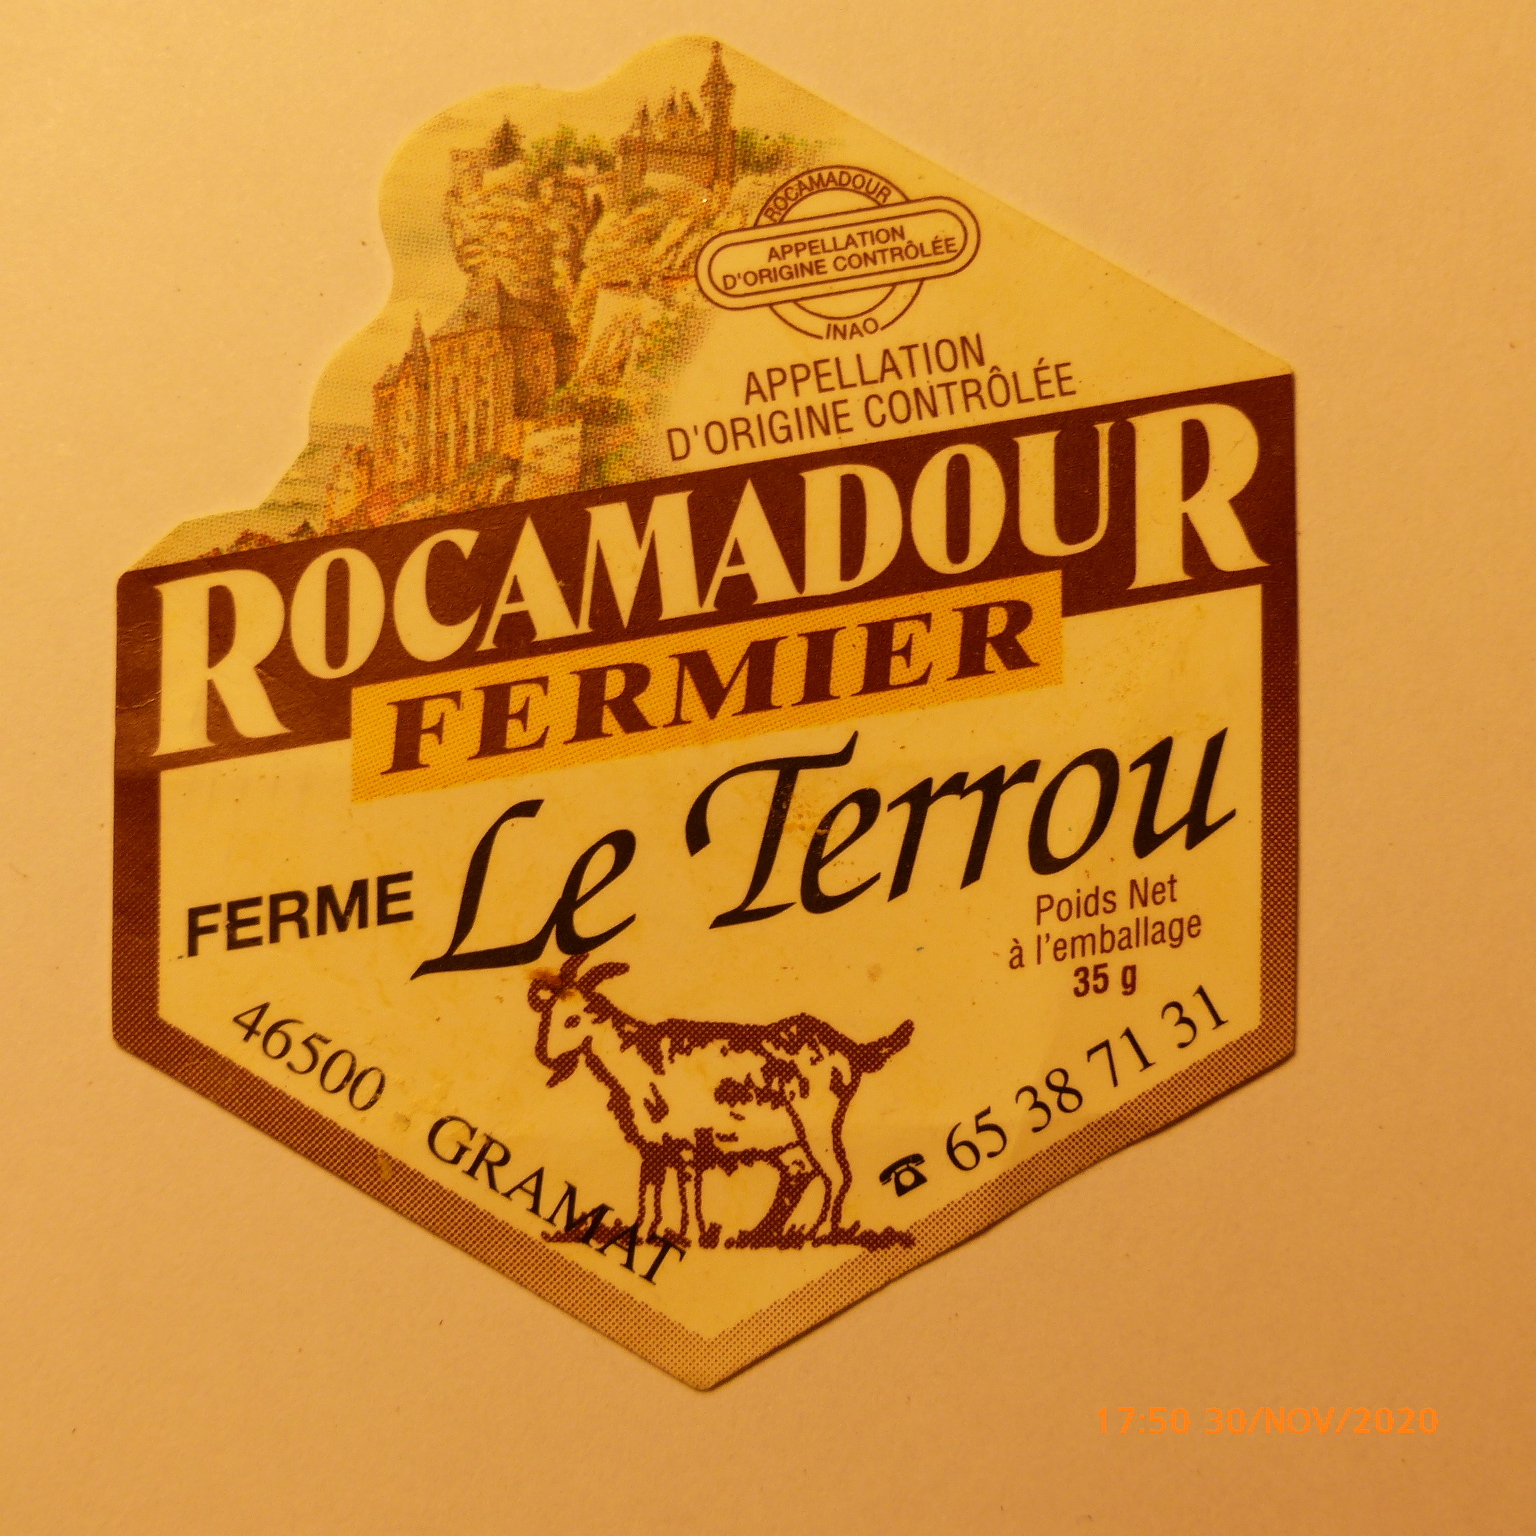 ROCAMADOUR
APPELLATION
D'ORIGINE CONTRÔLÉE
INAO
APPELLATION
D'ORIGINE CONTRÔLÉE
ROCAMADOUR
FERMIER
FERME Le Terrou
Poids Net
à l'emballage
35 g
46500 GRAMAT
☎ 65 38 71 31
17:50 30/NOV/2020